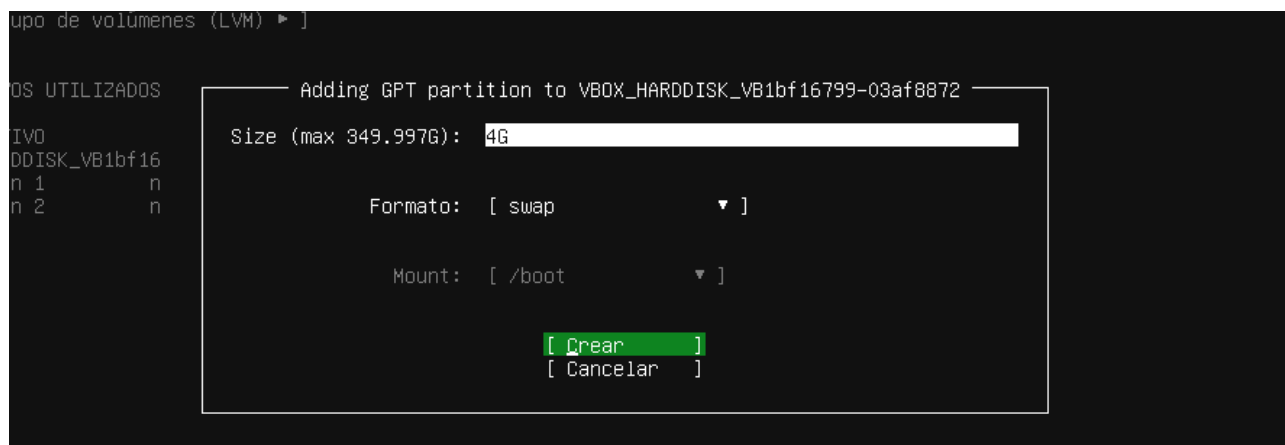 upo de volúmenes (LVM) ▸ ]
OS UTILIZADOS
Adding GPT partition to VBOX_HARDDISK_VB1bf16799-03af8872
IVO
Size (max 349.997G): 4G
DDISK_VB1bf16
n 1 n
n 2 n
Formato: [ swap ▾ ]
Mount: [ /boot ▾ ]
[ Crear ]
[ Cancelar ]